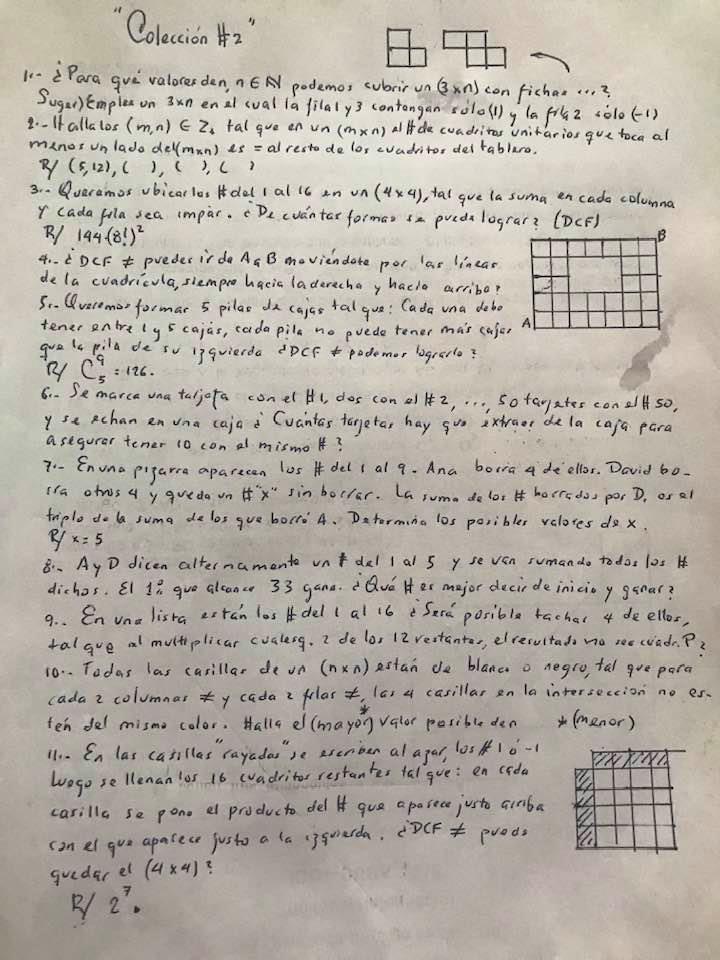 "Colección #2"
1.- ¿Para qué valores de n, n ∈ N podemos cubrir un (3xn) con fichas ...?
Suger) Emplee un 3xn en el cual la fila 1 y 3 contengan sólo (1) y la fila 2 sólo (-1)
2.- Halla los (m,n) ∈ Z+ tal que en un (mxn) el # de cuadritos unitarios que toca al
menos un lado del (mxn) es = al resto de los cuadritos del tablero.
R/ (5,12), ( ), ( ), ( )
3.- Queremos ubicar los # del 1 al 16 en un (4x4), tal que la suma en cada columna
y cada fila sea impar. ¿De cuántas formas se puede lograr? (DCF)
R/ 144·(8!)²
4.- ¿DCF ≠ puedes ir de A a B moviéndote por las líneas
de la cuadrícula, siempre hacia la derecha y hacia arriba?
B
A
5.- Queremos formar 5 pilas de cajas tal que: Cada una debe
tener entre 1 y 5 cajas, cada pila no puede tener más cajas
que la pila de su izquierda ¿DCF ≠ podemos lograrlo?
R/ C⁹₅ = 126.
6.- Se marca una tarjeta con el #1, dos con el #2, ..., 50 tarjetas con el #50,
y se echan en una caja ¿Cuántas tarjetas hay que extraer de la caja para
asegurar tener 10 con el mismo #?
7.- En una pizarra aparecen los # del 1 al 9. Ana borra 4 de ellos. David bo-
rra otros 4 y queda un # "x" sin borrar. La suma de los # borrados por D, es el
triplo de la suma de los que borró A. Determina los posibles valores de x.
R/ x=5
8.- A y D dicen alternamente un # del 1 al 5 y se van sumando todos los #
dichos. El 1º que alcance 33 gana. ¿Qué # es mejor decir de inicio y ganar?
9.- En una lista están los # del 1 al 16 ¿Será posible tachar 4 de ellos,
tal que al multiplicar cualesq. 2 de los 12 restantes, el resultado no sea cuadr. P?
10.- Todas las casillas de un (nxn) están de blanco o negro, tal que para
cada 2 columnas ≠ y cada 2 filas ≠, las 4 casillas en la intersección no es-
tén del mismo color. Halla el (mayor)* valor posible de n *(menor)
11.- En las casillas "rayadas" se escriben al azar, los # 1 ó -1
Luego se llenan los 16 cuadritos restantes tal que: en cada
casilla se pone el producto del # que aparece justo arriba
con el que aparece justo a la izquierda. ¿DCF ≠ puede
quedar el (4x4)?
R/ 2⁷.